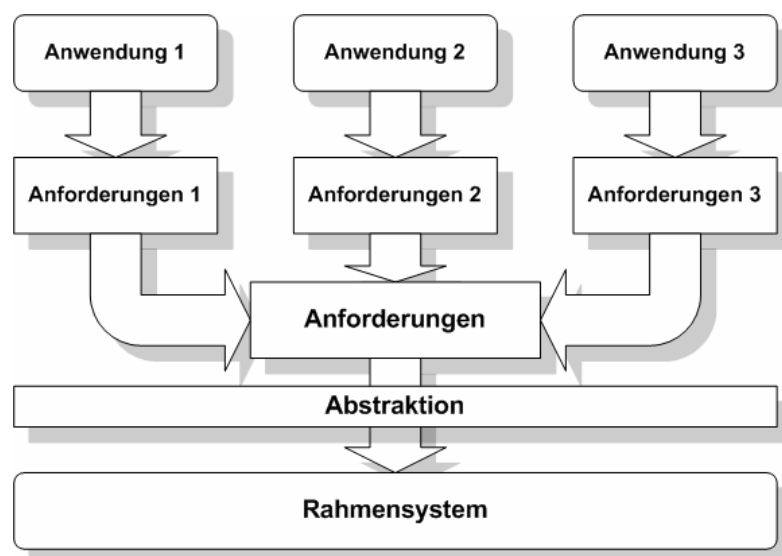 Anwendung 1
Anwendung 2
Anwendung 3
Anforderungen 1
Anforderungen 2
Anforderungen 3
Anforderungen
Abstraktion
Rahmensystem